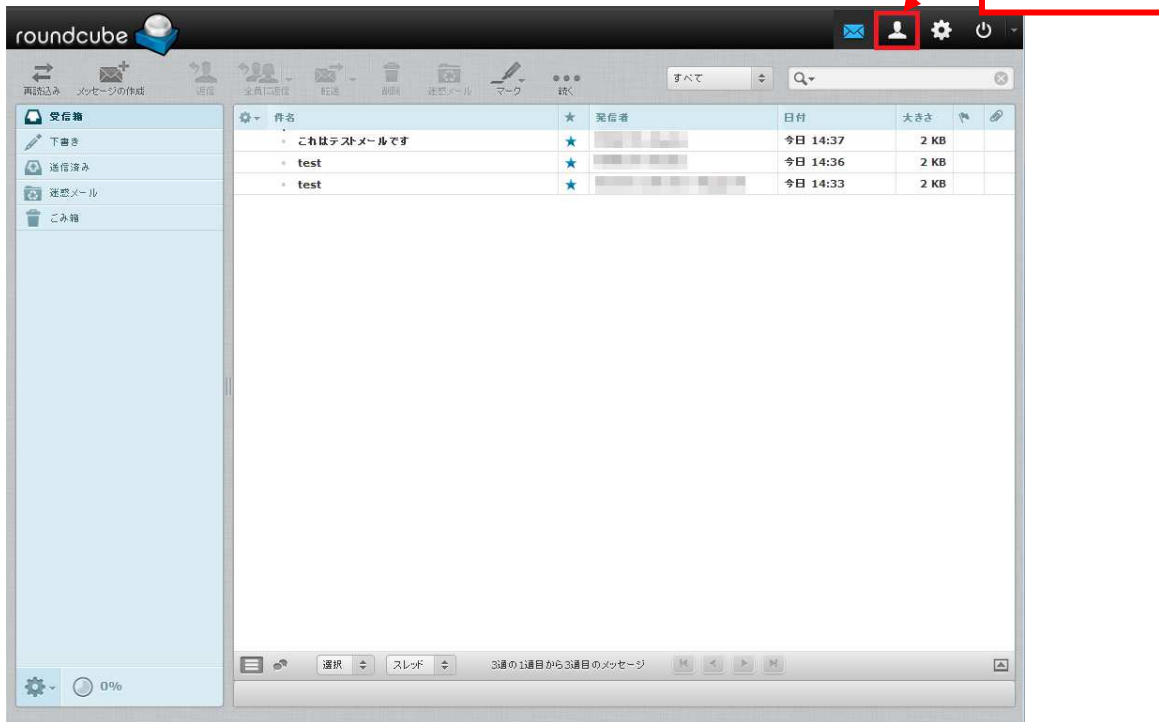 roundcube
再読込み メッセージの作成 返信 全員に返信 転送 削除 迷惑メール マーク 続く すべて
受信箱
下書き
送信済み
迷惑メール
ごみ箱
件名 発信者 日付 大きさ
これはテストメールです 今日 14:37 2 KB
test 今日 14:36 2 KB
test 今日 14:33 2 KB
選択 スレッド 3通の1通目から3通目のメッセージ
0%